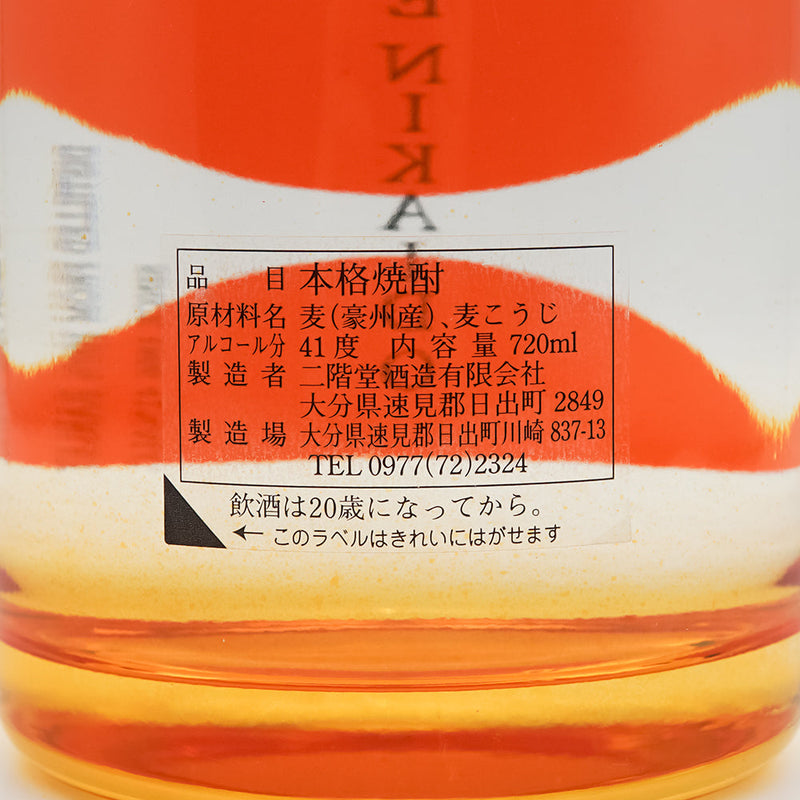 ENIKAI
品目 本格焼酎
原材料名 麦(豪州産)、麦こうじ
アルコール分 41度 内容量 720ml
製造者 二階堂酒造有限会社
大分県速見郡日出町 2849
製造場 大分県速見郡日出町川崎 837-13
TEL 0977(72)2324
飲酒は20歳になってから。
← このラベルはきれいにはがせます